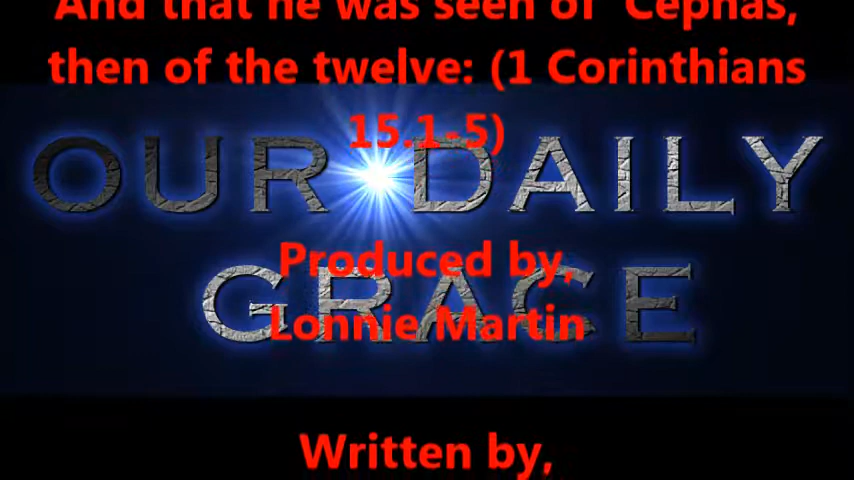 And that he was seen of Cephas,
then of the twelve: (1 Corinthians
15.1-5)
OUR DAILY
GRACE
Produced by,
Lonnie Martin
Written by,